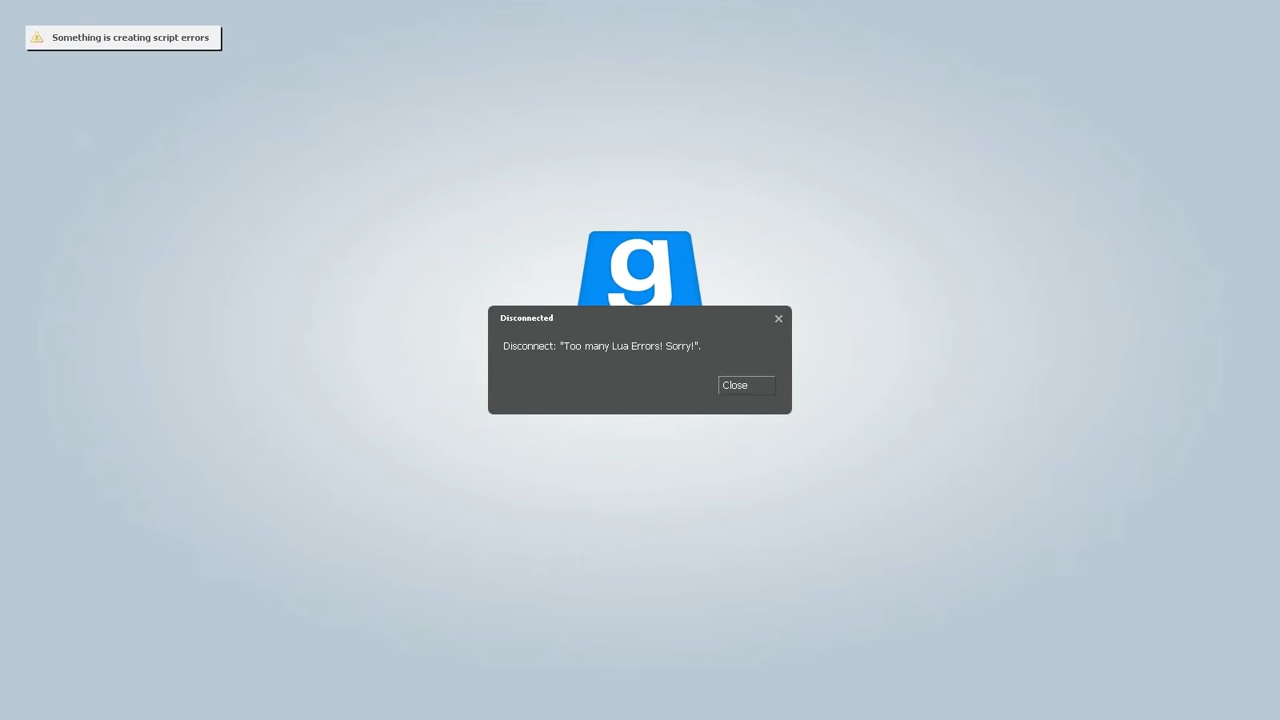 Something is creating script errors
g
Disconnected
Disconnect: "Too many Lua Errors! Sorry!".
Close